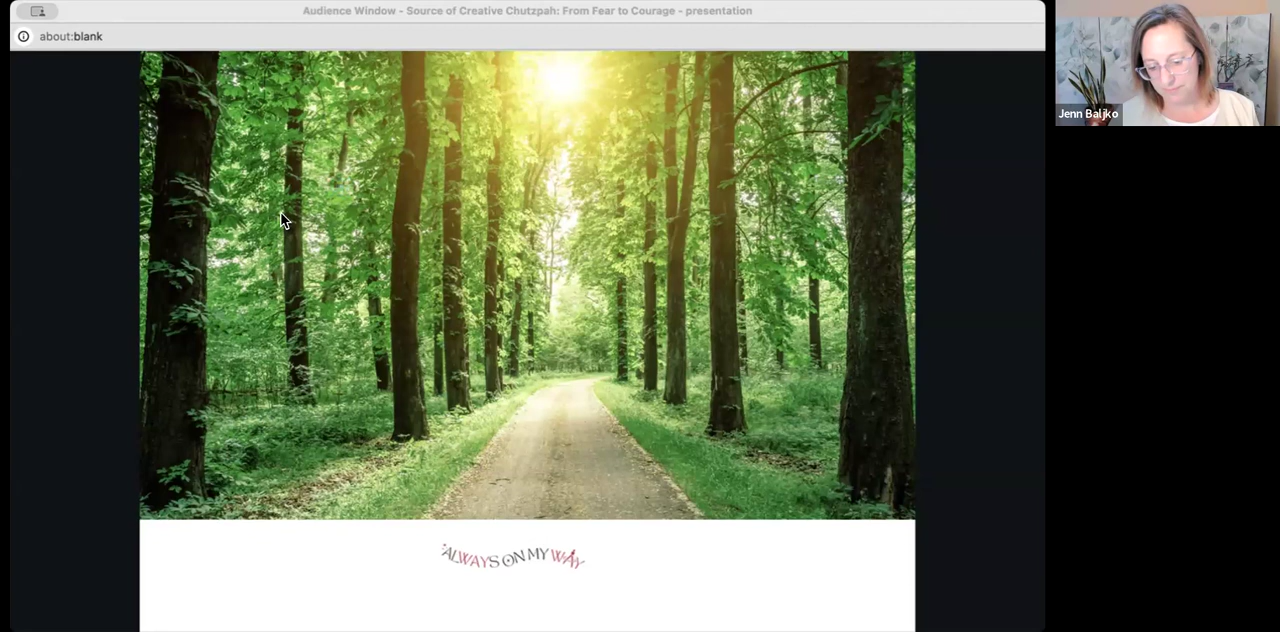 Audience Window - Source of Creative Chutzpah: From Fear to Courage - presentation
about:blank
Jenn Baljko
ALWAYS ON MY WAY